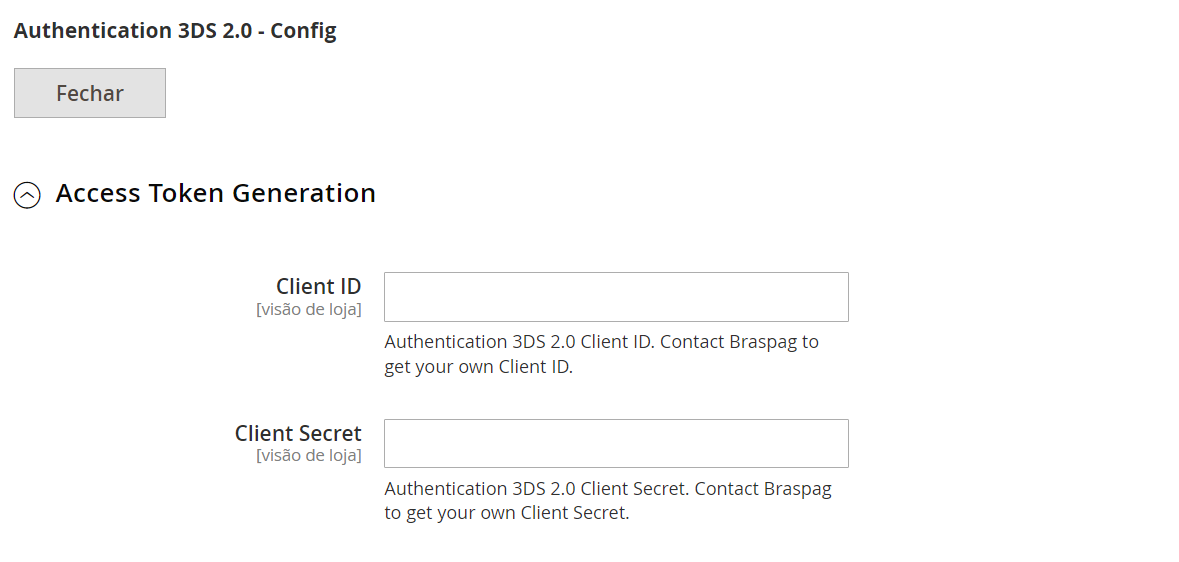 Authentication 3DS 2.0 - Config
Fechar
Access Token Generation
Client ID
[visão de loja]
Authentication 3DS 2.0 Client ID. Contact Braspag to
get your own Client ID.
Client Secret
[visão de loja]
Authentication 3DS 2.0 Client Secret. Contact Braspag
to get your own Client Secret.